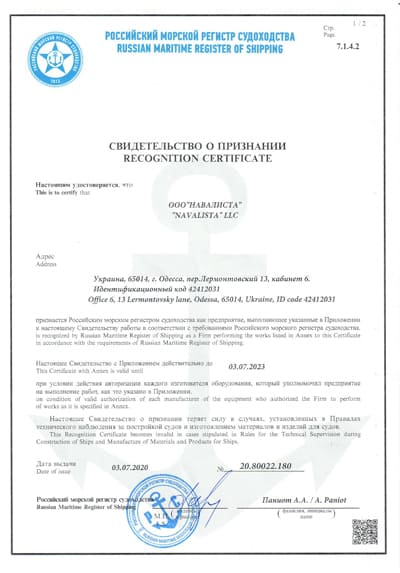 РОССИЙСКИЙ МОРСКОЙ РЕГИСТР СУДОХОДСТВА
RUSSIAN MARITIME REGISTER OF SHIPPING
Стр. 1 / 2
Page.
7.1.4.2
СВИДЕТЕЛЬСТВО О ПРИЗНАНИИ
RECOGNITION CERTIFICATE
Настоящим удостоверяется, что
This is to certify that
ООО"НАВАЛИСТА"
"NAVALISTA" LLC
Адрес
Address
Украина, 65014, г. Одесса, пер.Лермонтовский 13, кабинет 6.
Идентификационный код 42412031
Office 6, 13 Lermontovsky lane, Odessa, 65014, Ukraine, ID code 42412031
признается Российским морским регистром судоходства как предприятие, выполняющее указанные в Приложении
к настоящему Свидетельству работы в соответствии с требованиями Российского морского регистра судоходства.
is recognized by Russian Maritime Register of Shipping as a Firm performing the works listed in Annex to this Certificate
in accordance with the requirements of Russian Maritime Register of Shipping.
Настоящее Свидетельство с Приложением действительно до
This Certificate with Annex is valid until
03.07.2023
при условии действия авторизации каждого изготовителя оборудования, который уполномочил предприятие
на выполнение работ, как это указано в Приложении.
on condition of valid authorization of each manufacturer of the equipment who authorized the Firm to perform
of works as it is specified in Annex.
Настоящее Свидетельство о признании теряет силу в случаях, установленных в Правилах
технического наблюдения за постройкой судов и изготовлением материалов и изделий для судов.
This Recognition Certificate becomes invalid in cases stipulated in Rules for the Technical Supervision during
Construction of Ships and Manufacture of Materials and Products for Ships.
Дата выдачи
Date of issue
03.07.2020
№
20.80022.180
Российский морской регистр судоходства
Russian Maritime Register of Shipping
М.П.
Паниот А.А. / A. Paniot
(фамилия, инициалы)
name